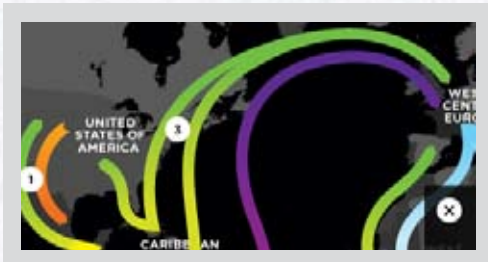 UNITED
STATES OF
AMERICA
3
1
CARIBBEAN
X